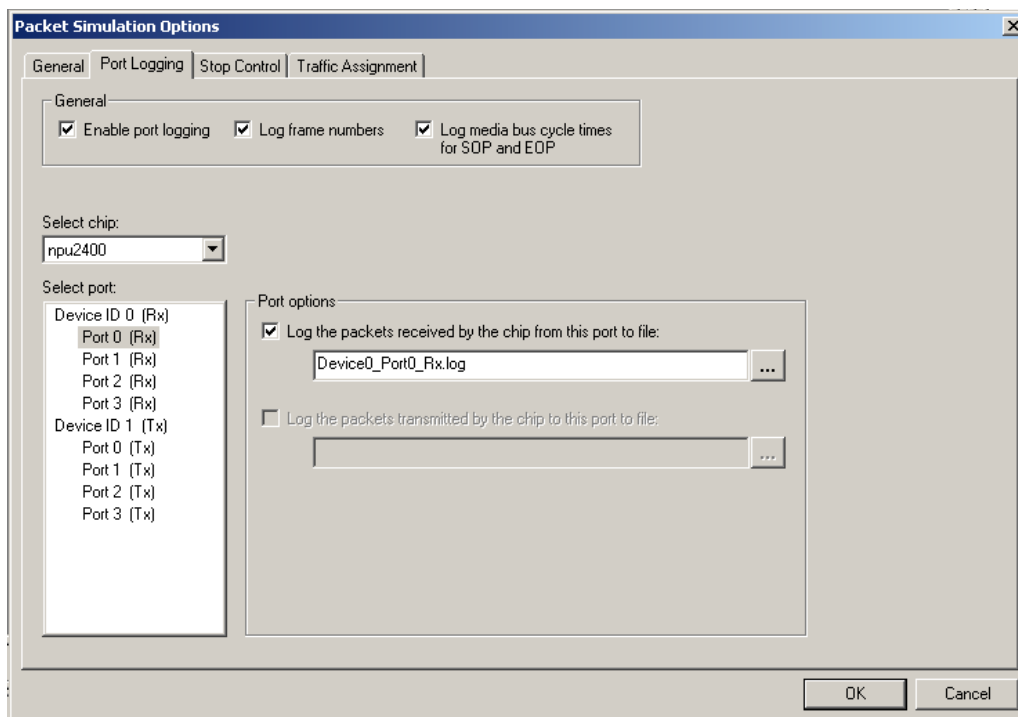 Packet Simulation Options
General Port Logging Stop Control Traffic Assignment
General
Enable port logging Log frame numbers Log media bus cycle times
for SOP and EOP
Select chip:
npu2400
Select port:
Device ID 0 (Rx)
Port 0 (Rx)
Port 1 (Rx)
Port 2 (Rx)
Port 3 (Rx)
Device ID 1 (Tx)
Port 0 (Tx)
Port 1 (Tx)
Port 2 (Tx)
Port 3 (Tx)
Port options
Log the packets received by the chip from this port to file:
Device0_Port0_Rx.log ...
Log the packets transmitted by the chip to this port to file:
...
OK Cancel